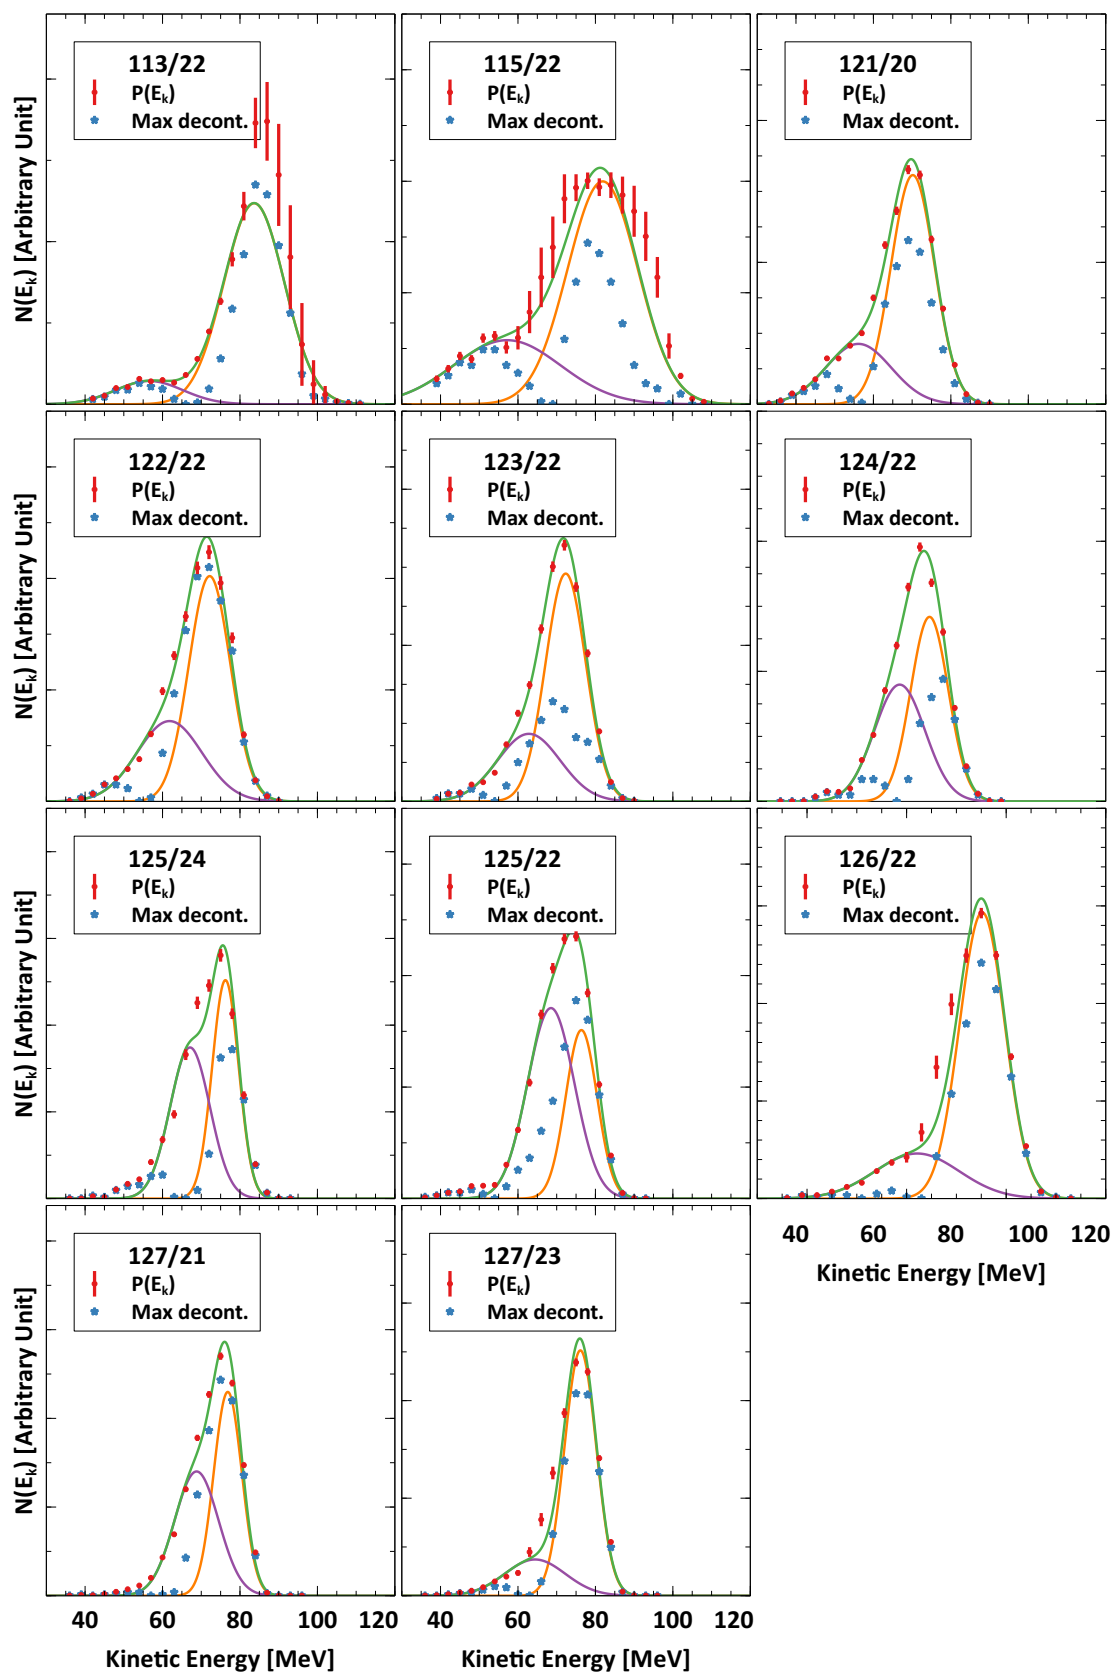 N(Ek) [Arbitrary Unit]
113/22
P(Ek)
Max decont.
115/22
P(Ek)
Max decont.
121/20
P(Ek)
Max decont.
N(Ek) [Arbitrary Unit]
122/22
P(Ek)
Max decont.
123/22
P(Ek)
Max decont.
124/22
P(Ek)
Max decont.
N(Ek) [Arbitrary Unit]
125/24
P(Ek)
Max decont.
125/22
P(Ek)
Max decont.
126/22
P(Ek)
Max decont.
40 60 80 100 120
Kinetic Energy [MeV]
N(Ek) [Arbitrary Unit]
127/21
P(Ek)
Max decont.
127/23
P(Ek)
Max decont.
40 60 80 100 120
40 60 80 100 120
Kinetic Energy [MeV]
Kinetic Energy [MeV]